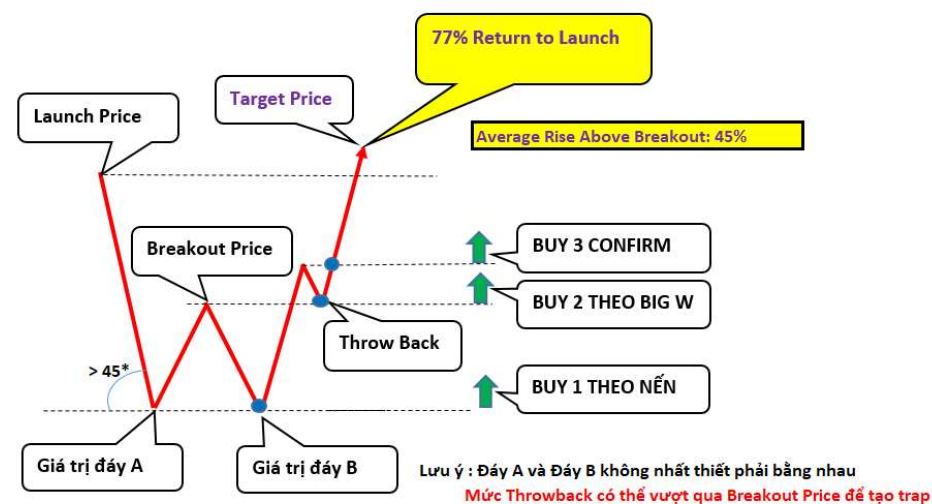 77% Return to Launch
Target Price
Launch Price
Average Rise Above Breakout: 45%
Breakout Price
BUY 3 CONFIRM
BUY 2 THEO BIG W
Throw Back
> 45*
BUY 1 THEO NẾN
Giá trị đáy A
Giá trị đáy B
Lưu ý : Đáy A và Đáy B không nhất thiết phải bằng nhau
Mức Throwback có thể vượt qua Breakout Price để tạo trap